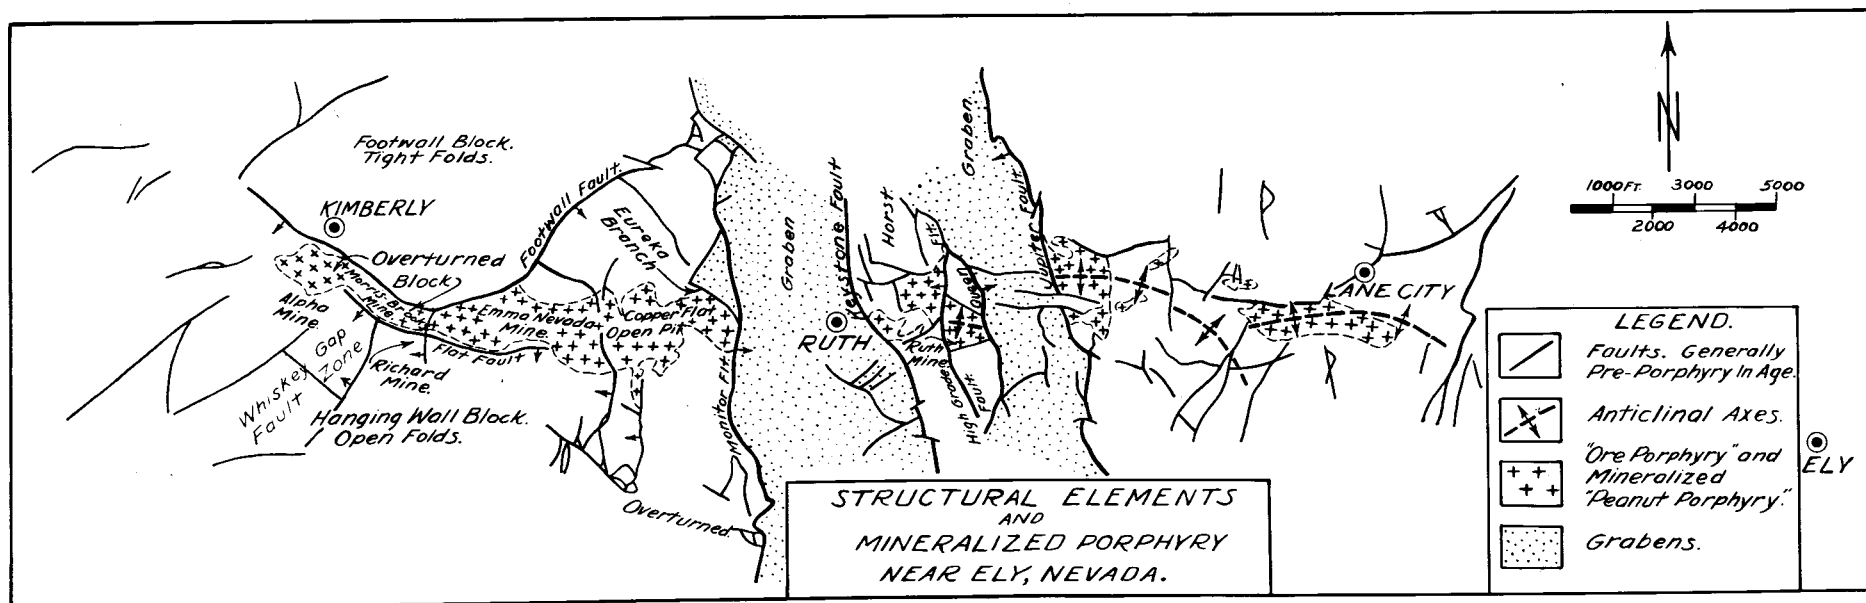 Footwall Block.
Tight Folds.
KIMBERLY
Overturned
Block
Footwall Fault.
Eureka
Branch
Alpha
Mine.
Mine.
Emma Nevada
Mine
Copper Flat
Open Pit
Flat Fault
Richard
Mine.
Whiskey Gap
Fault Zone
Hanging Wall Block.
Open Folds.
Overturned.
Monitor Flt.
Graben
Keystone Fault
RUTH
Horst.
Flt.
Queen
Ruth
Mine
High Grade
Fault.
Graben.
Jupiter Fault
LANE CITY
N
1000 FT. 3000 5000
2000 4000
LEGEND.
Faults. Generally
Pre-Porphyry In Age.
Anticlinal Axes.
"Ore Porphyry" and
Mineralized
"Peanut Porphyry."
Grabens.
ELY
STRUCTURAL ELEMENTS
AND
MINERALIZED PORPHYRY
NEAR ELY, NEVADA.